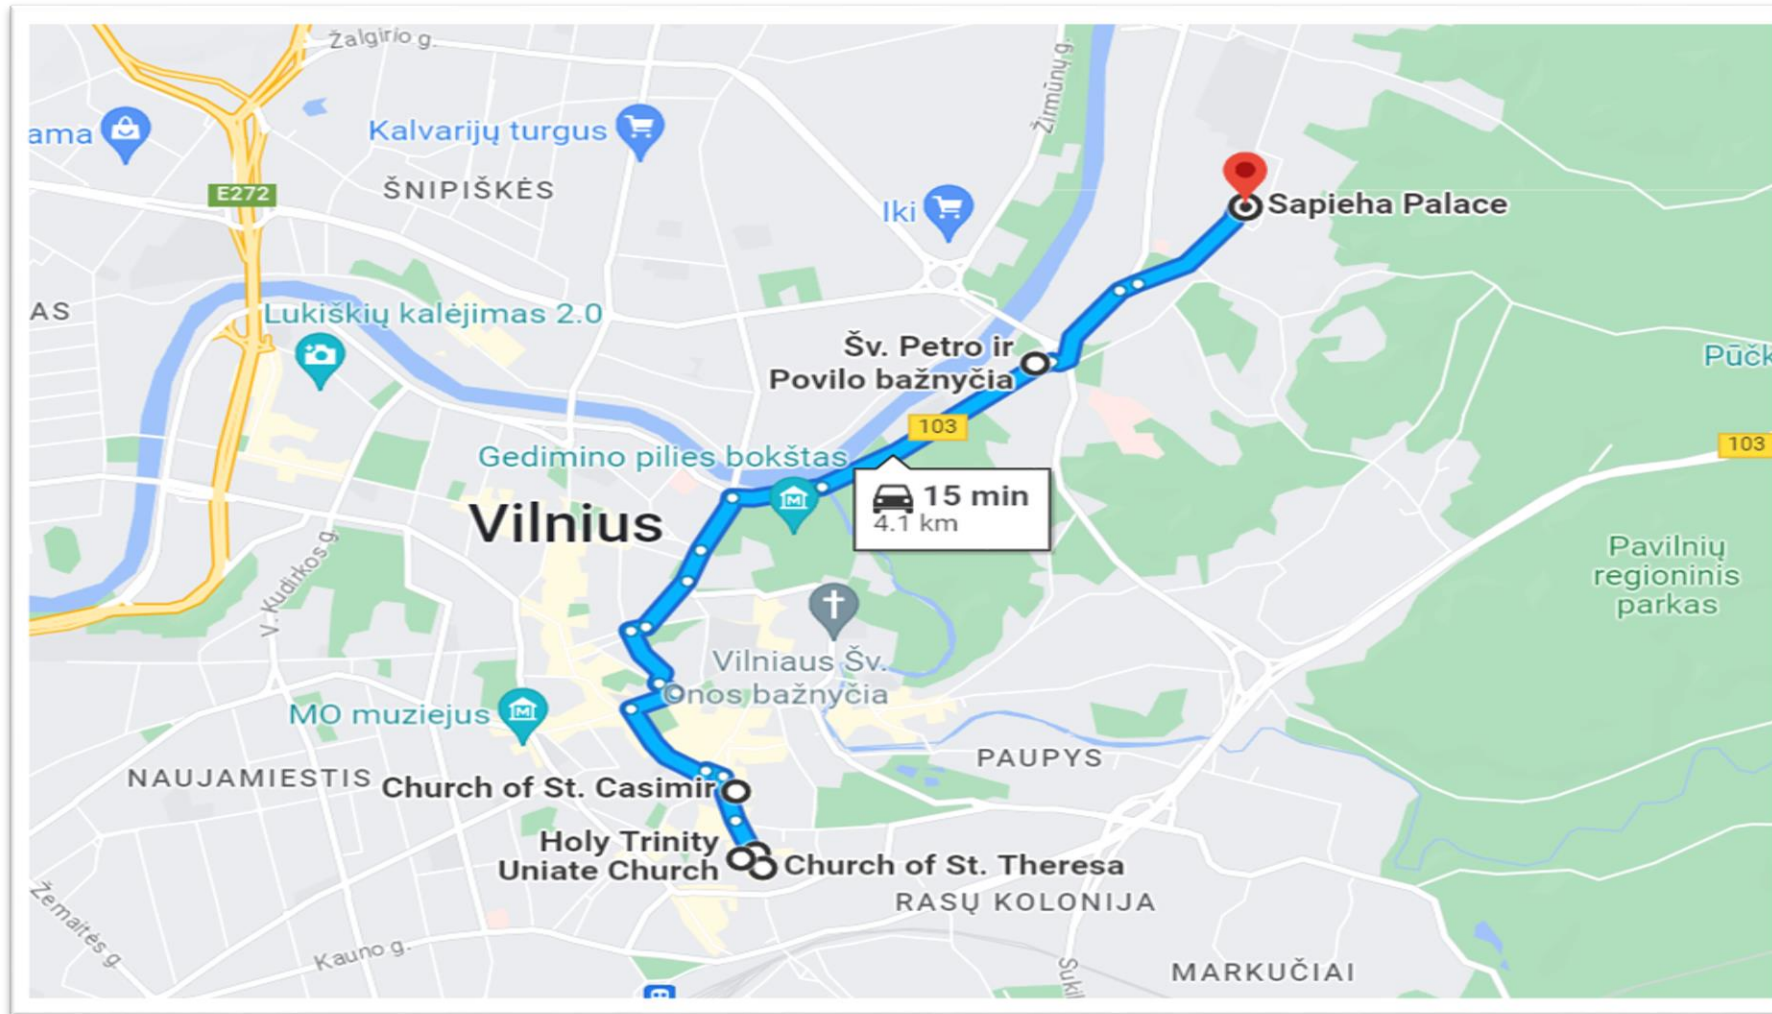 Žalgirio g.
Žirmūnų g.
ama
Kalvarijų turgus
E272
ŠNIPIŠKĖS
Iki
Sapieha Palace
AS
Lukiškių kalėjimas 2.0
Šv. Petro ir
Povilo bažnyčia
Pūčk
103
103
Gedimino pilies bokštas
15 min
4.1 km
Vilnius
V. Kudirkos g.
Pavilnių
regioninis
parkas
Vilniaus Šv.
Onos bažnyčia
MO muziejus
PAUPYS
NAUJAMIESTIS
Church of St. Casimir
Holy Trinity
Uniate Church
Church of St. Theresa
RASŲ KOLONIJA
Žemaitės g.
Kauno g.
Sukil
MARKUČIAI